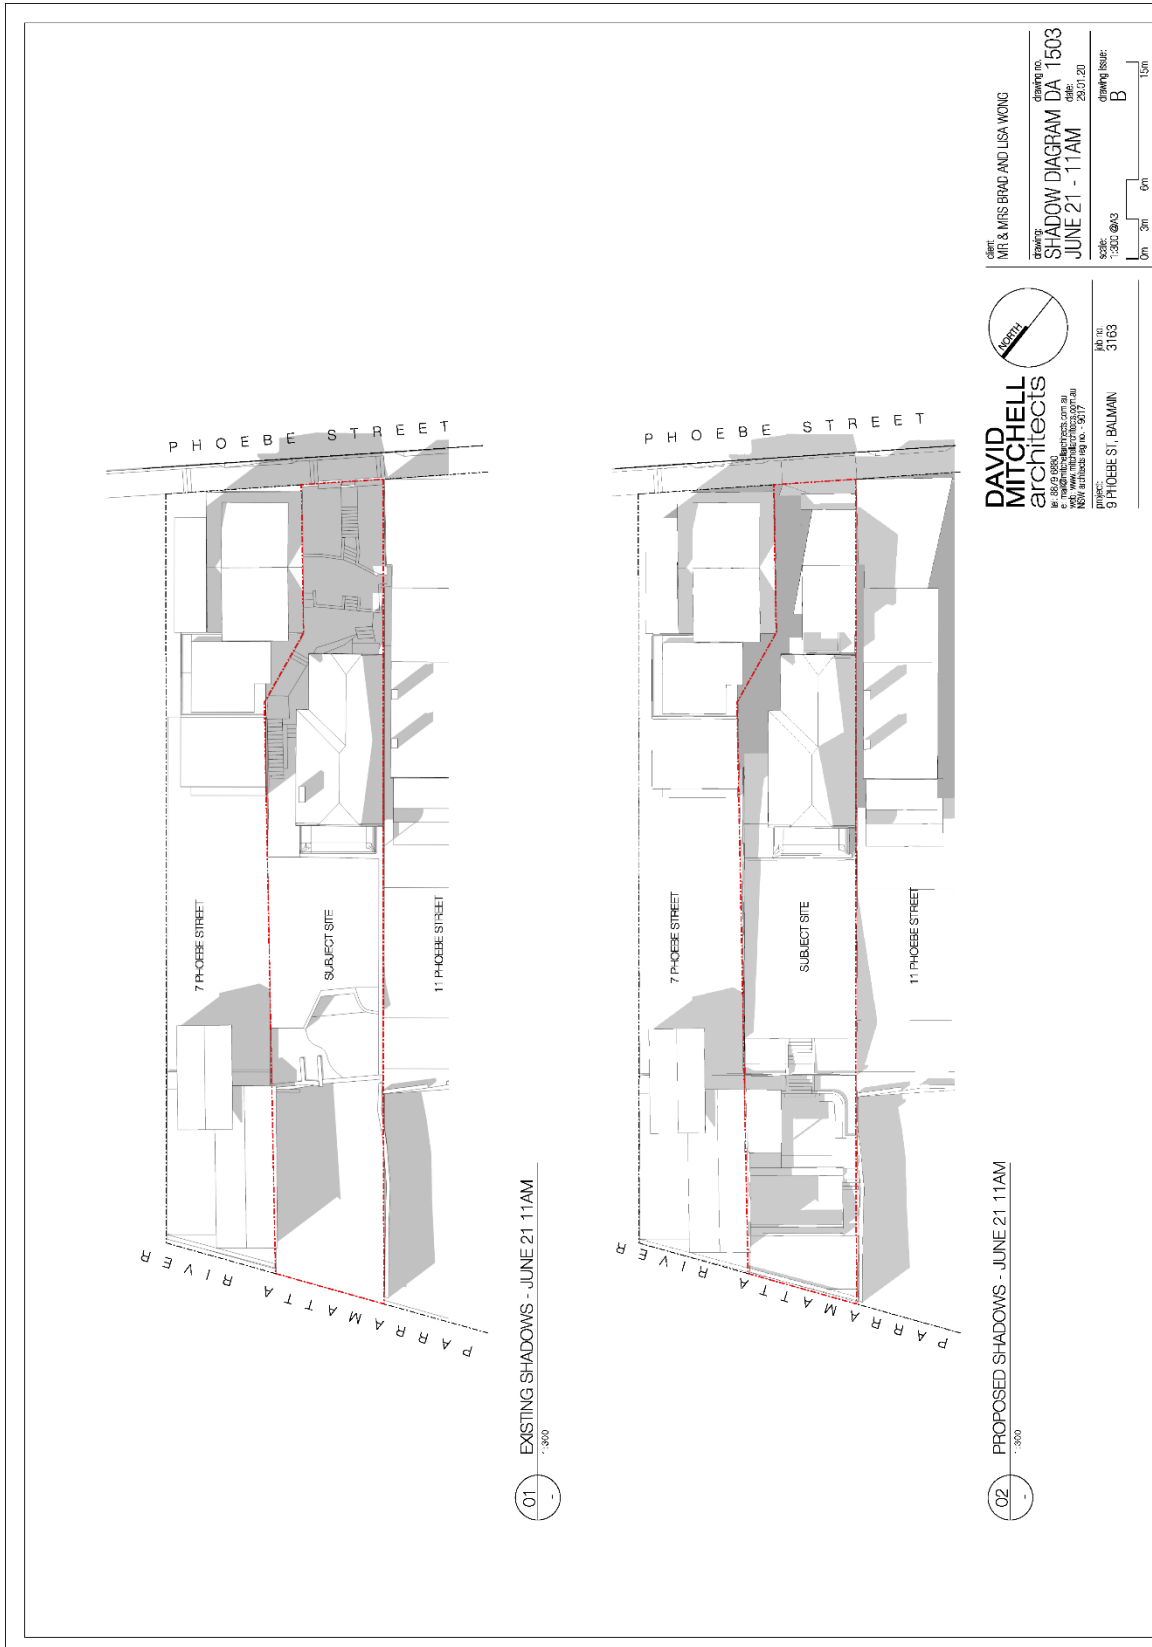 PHOEBE STREET
7 PHOEBE STREET
SUBJECT SITE
11 PHOEBE STREET
PARRAMATTA RIVER
01
-
EXISTING SHADOWS - JUNE 21 11AM
1:300
PHOEBE STREET
7 PHOEBE STREET
SUBJECT SITE
11 PHOEBE STREET
PARRAMATTA RIVER
02
-
PROPOSED SHADOWS - JUNE 21 11AM
1:300
DAVID
MITCHELL
architects
NSW architects reg no. - 9017
NORTH
project:
9 PHOEBE ST, BALMAIN
job no.
3163
client
MR & MRS BRAD AND LISA WONG
drawing:
SHADOW DIAGRAM
JUNE 21 - 11AM
drawing no.
DA 1503
date:
29.01.20
scale:
1:300 @A3
drawing issue:
B
0m 3m 6m 15m